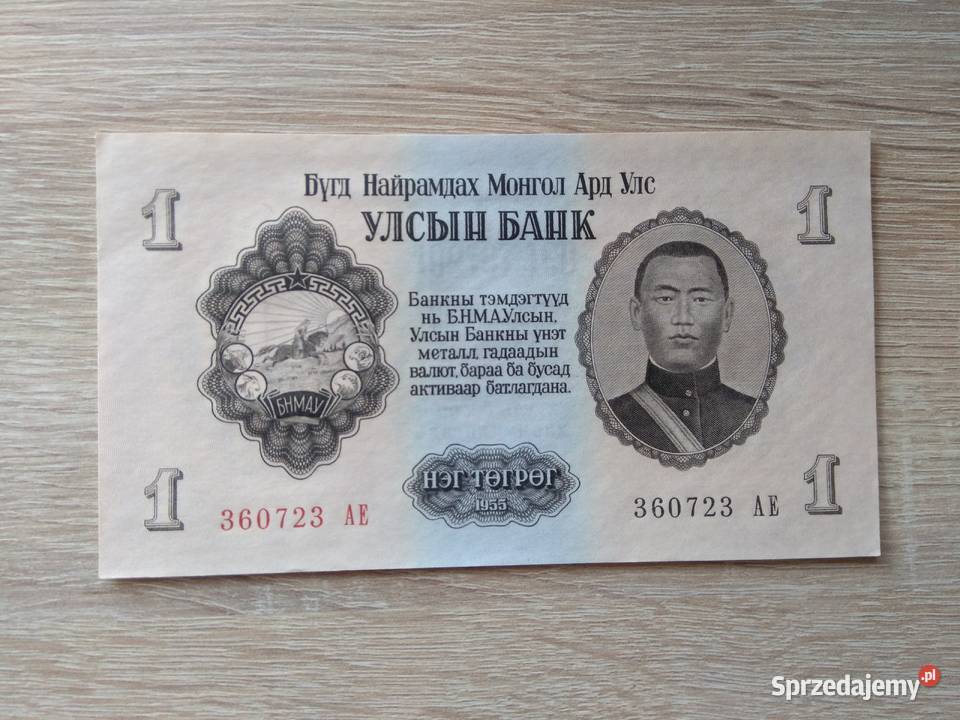 Бүгд Найрамдах Монгол Ард Улс
УЛСЫН БАНК
1
1
Банкны тэмдэгтүүд
нь Б.Н.М.А.Улсын,
Улсын Банкны үнэт
металл, гадаадын
валют, бараа ба бусад
активаар батлагдана.
БНМАУ
НЭГ ТӨГРӨГ
1955
1
1
360723 АЕ
360723 АЕ
Sprzedajemy.pl